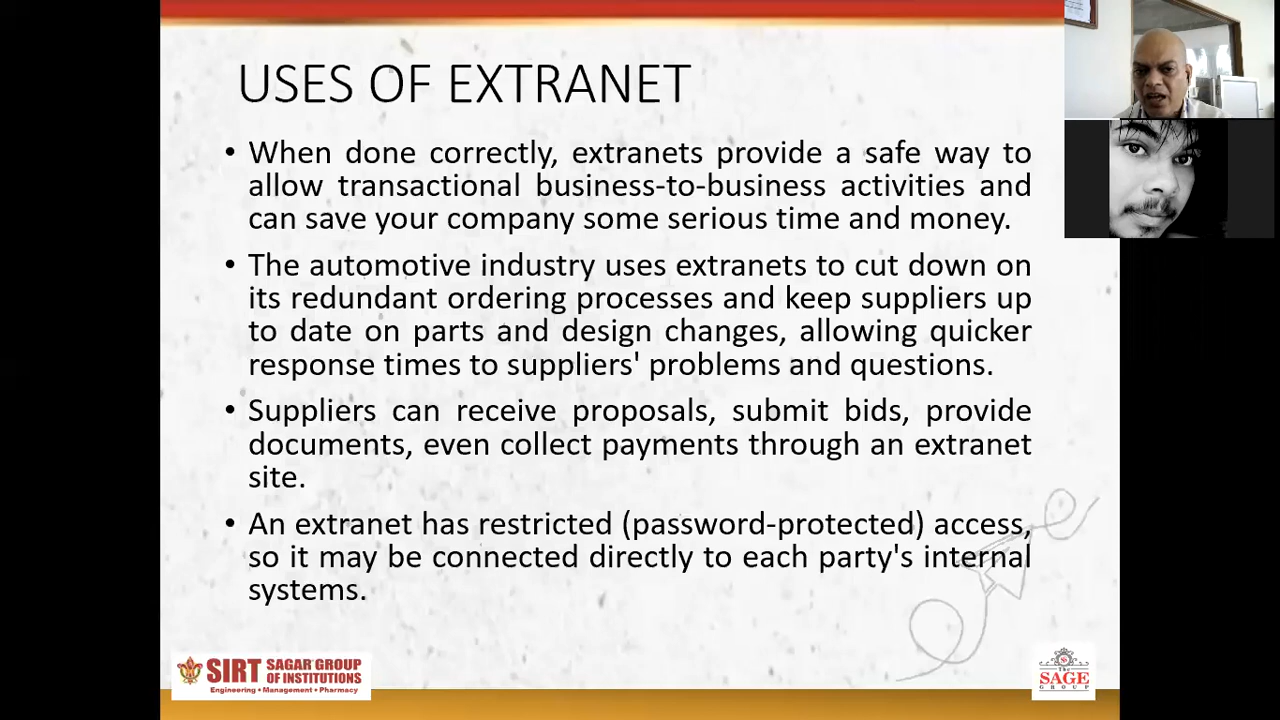 USES OF EXTRANET
• When done correctly, extranets provide a safe way to
allow transactional business-to-business activities and
can save your company some serious time and money.
• The automotive industry uses extranets to cut down on
its redundant ordering processes and keep suppliers up
to date on parts and design changes, allowing quicker
response times to suppliers' problems and questions.
• Suppliers can receive proposals, submit bids, provide
documents, even collect payments through an extranet
site.
• An extranet has restricted (password-protected) access,
so it may be connected directly to each party's internal
systems.
SIRT SAGAR GROUP
OF INSTITUTIONS
Engineering • Management • Pharmacy
The
SAGE
GROUP